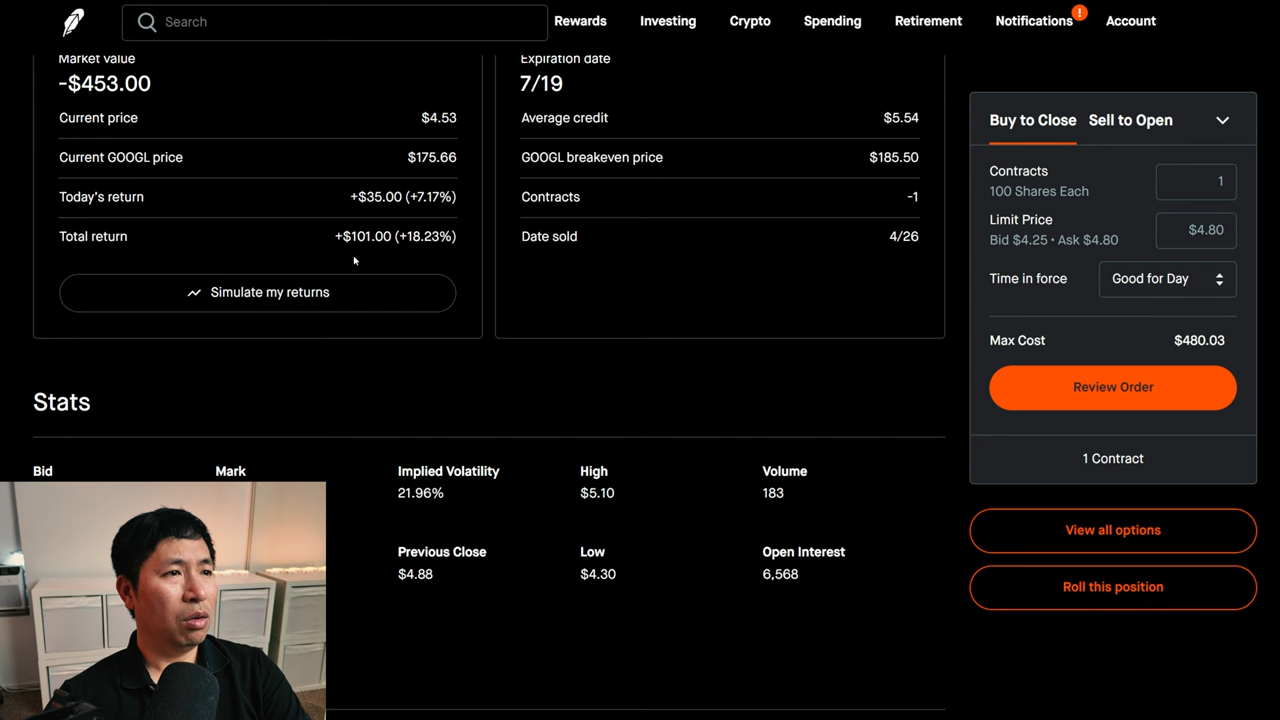 Search
Rewards
Investing
Crypto
Spending
Retirement
Notifications
!
Account
Market value
-$453.00
Current price $4.53
Current GOOGL price $175.66
Today's return +$35.00 (+7.17%)
Total return +$101.00 (+18.23%)
Simulate my returns
Expiration date
7/19
Average credit $5.54
GOOGL breakeven price $185.50
Contracts -1
Date sold 4/26
Buy to Close Sell to Open
Contracts
100 Shares Each
1
Limit Price
Bid $4.25 • Ask $4.80
$4.80
Time in force Good for Day
Max Cost $480.03
Review Order
1 Contract
View all options
Roll this position
Stats
Bid
Mark
Implied Volatility
21.96%
High
$5.10
Volume
183
Previous Close
$4.88
Low
$4.30
Open Interest
6,568